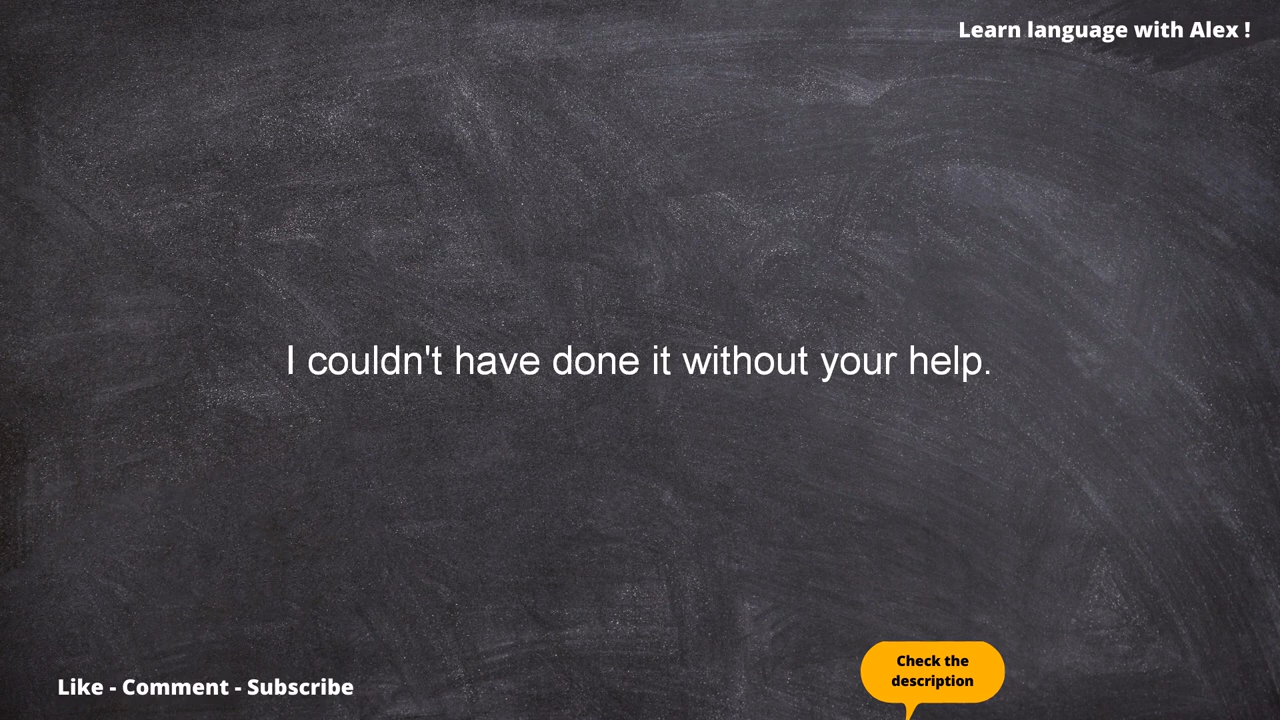 Learn language with Alex !
I couldn't have done it without your help.
Check the
description
Like - Comment - Subscribe